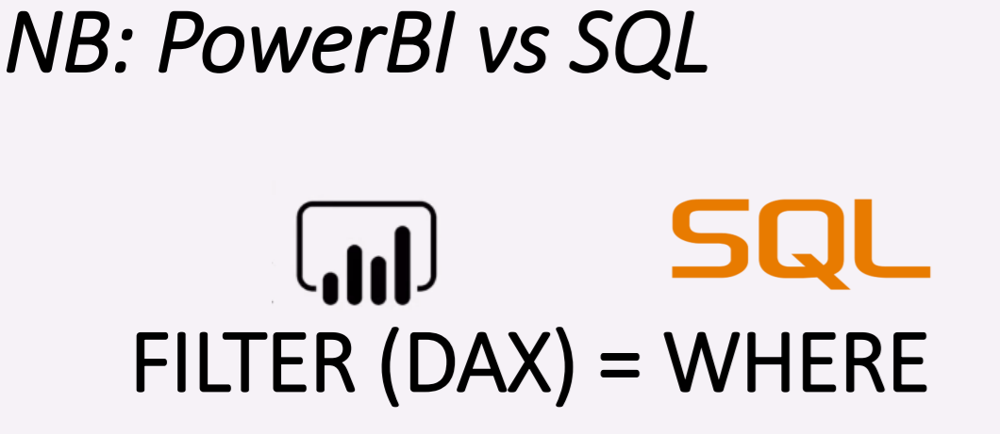 NB: PowerBI vs SQL
SQL
FILTER (DAX) = WHERE